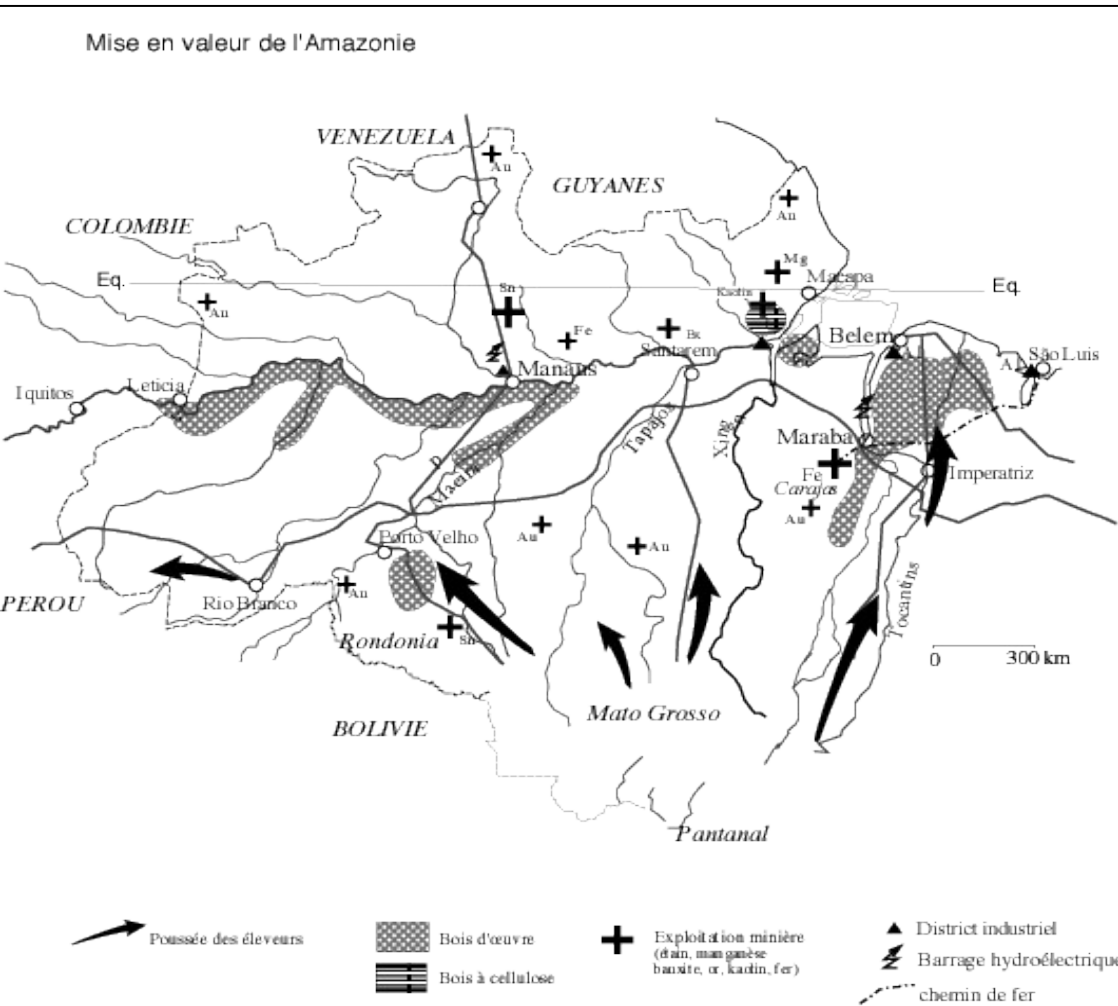 Mise en valeur de l'Amazonie
VENEZUELA
Au
GUYANES
Au
COLOMBIE
Mg
Macapa
Eq.
Eq.
Sn
Kaolin
Au
Fe
Bx
Santarem
Belem
São Luis
A
A
Manaus
Iquitos
Leticia
Tapajos
Xingu
Maraba
Imperatriz
Fe
Carajas
Au
Madeira
Au
Au
Porto Velho
Au
PEROU
Rio Branco
Rondonia
Sn
Tocantins
0 300 km
Mato Grosso
BOLIVIE
Pantanal
Poussée des éleveurs
Bois d'œuvre
Bois à cellulose
Exploitation minière
(étain, manganèse
bauxite, or, kaolin, fer)
District industriel
Barrage hydroélectrique
chemin de fer